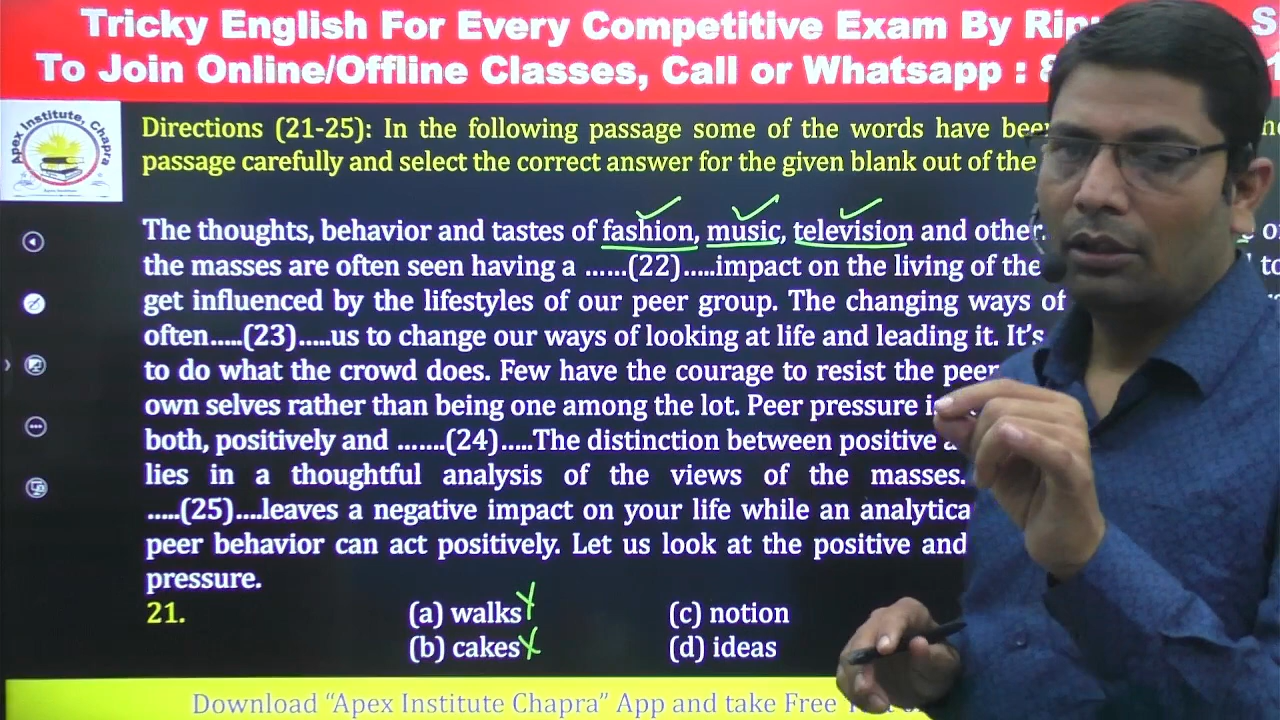 Tricky English For Every Competitive Exam By S
To Join Online/Offline Classes, Call or Whatsapp :
Apex Institute, Chapra
Directions (21-25): In the following passage some of the words have
passage carefully and select the correct answer for the given blank out of the
The thoughts, behavior and tastes of fashion, music, television and other
the masses are often seen having a ......(22).....impact on the living of the to
get influenced by the lifestyles of our peer group. The changing ways of
often.....(23).....us to change our ways of looking at life and leading it. It's
to do what the crowd does. Few have the courage to resist the peer
own selves rather than being one among the lot. Peer pressure
both, positively and .......(24).....The distinction between positive
lies in a thoughtful analysis of the views of the masses.
.....(25)....leaves a negative impact on your life while an
peer behavior can act positively. Let us look at the positive and
pressure.
21. (a) walks (c) notion
(b) cakes (d) ideas
Download “Apex Institute Chapra” App and take Free